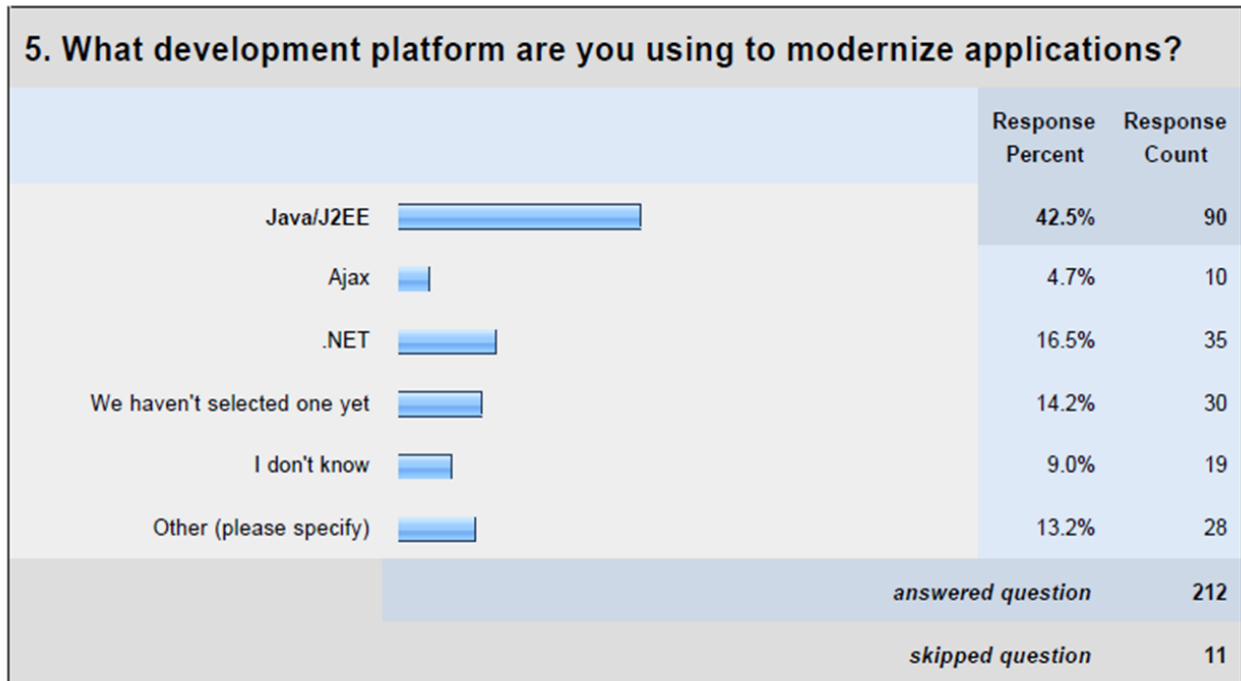 5. What development platform are you using to modernize applications?
Response Percent
Response Count
Java/J2EE 42.5% 90
Ajax 4.7% 10
.NET 16.5% 35
We haven't selected one yet 14.2% 30
I don't know 9.0% 19
Other (please specify) 13.2% 28
answered question 212
skipped question 11